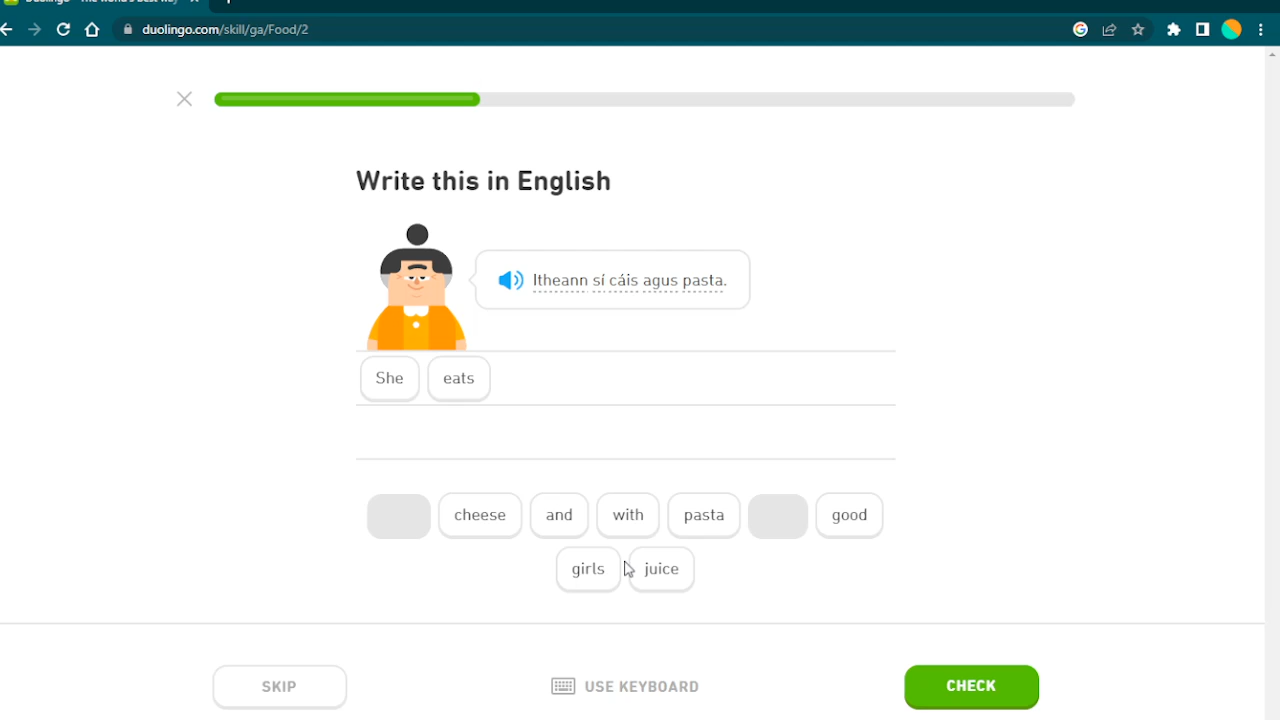 duolingo.com/skill/ga/Food/2
Write this in English
Itheann sí cáis agus pasta.
She eats
cheese and with pasta good
girls juice
SKIP USE KEYBOARD CHECK